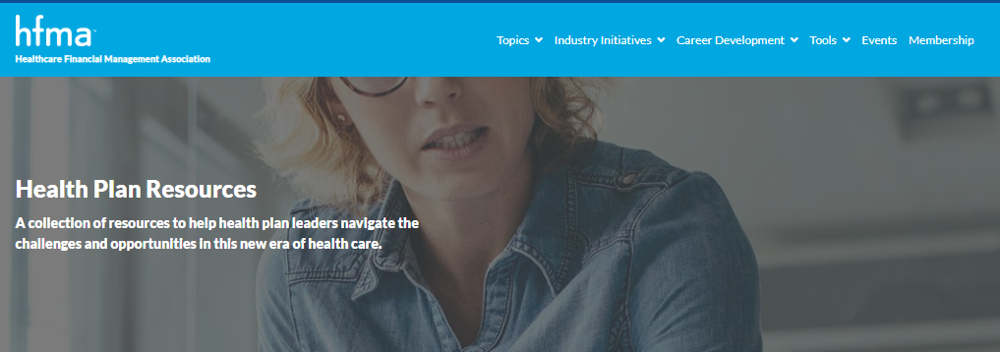 hfma
Healthcare Financial Management Association
Topics Industry Initiatives Career Development Tools Events Membership
Health Plan Resources
A collection of resources to help health plan leaders navigate the
challenges and opportunities in this new era of health care.